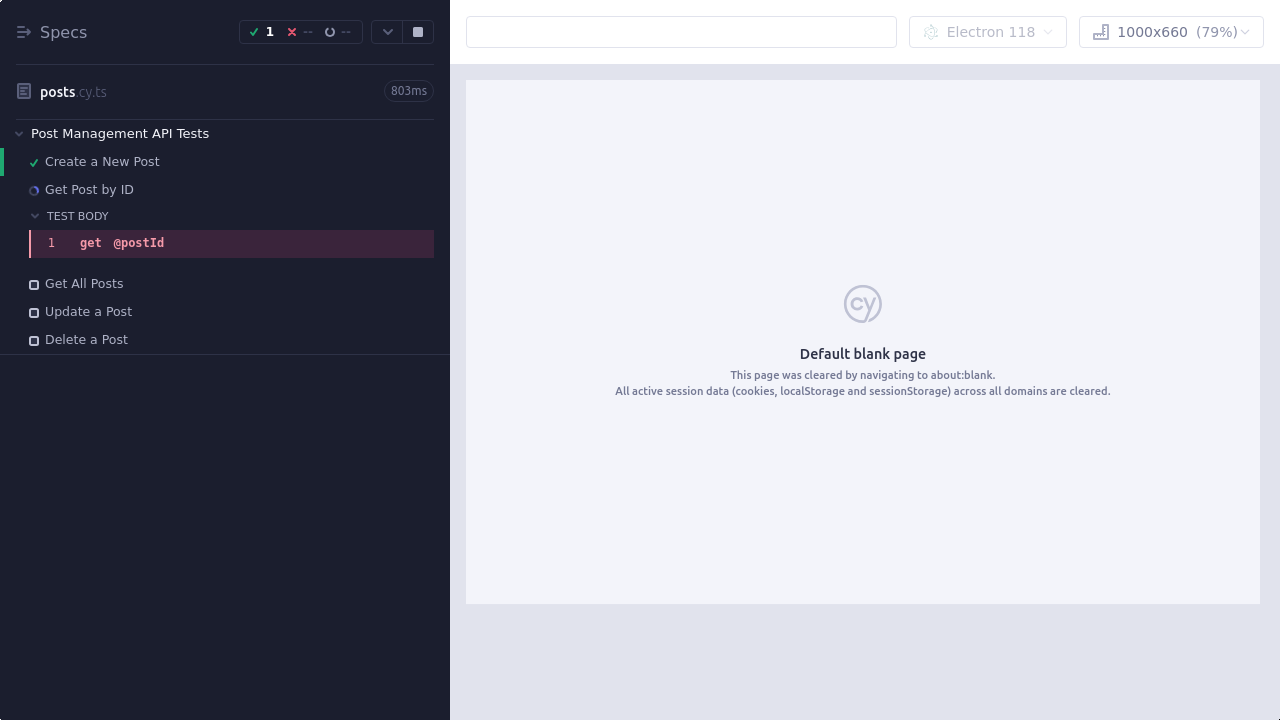 Specs
1
--
--
posts.cy.ts
803ms
Post Management API Tests
Create a New Post
Get Post by ID
TEST BODY
1 get @postId
Get All Posts
Update a Post
Delete a Post
Electron 118
1000x660 (79%)
cy
Default blank page
This page was cleared by navigating to about:blank.
All active session data (cookies, localStorage and sessionStorage) across all domains are cleared.